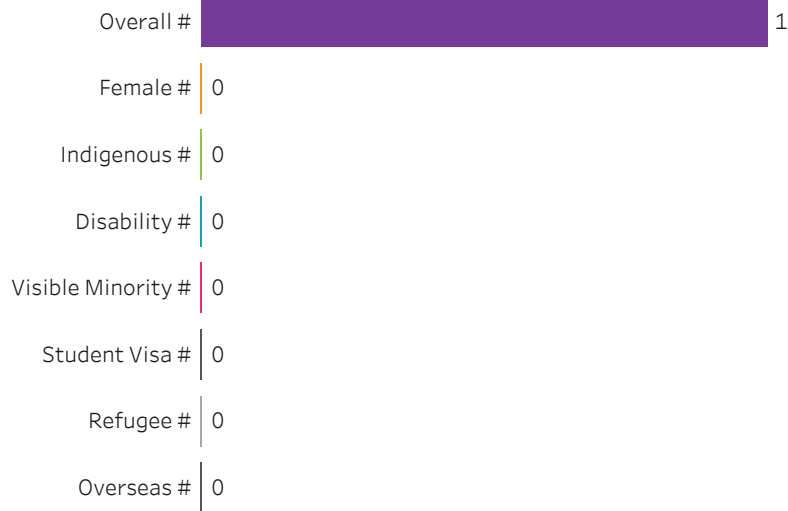 Overall # 1
Female # 0
Indigenous # 0
Disability # 0
Visible Minority # 0
Student Visa # 0
Refugee # 0
Overseas # 0